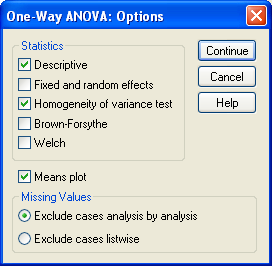 One-Way ANOVA: Options
Statistics
Descriptive
Fixed and random effects
Homogeneity of variance test
Brown-Forsythe
Welch
Means plot
Missing Values
Exclude cases analysis by analysis
Exclude cases listwise
Continue
Cancel
Help